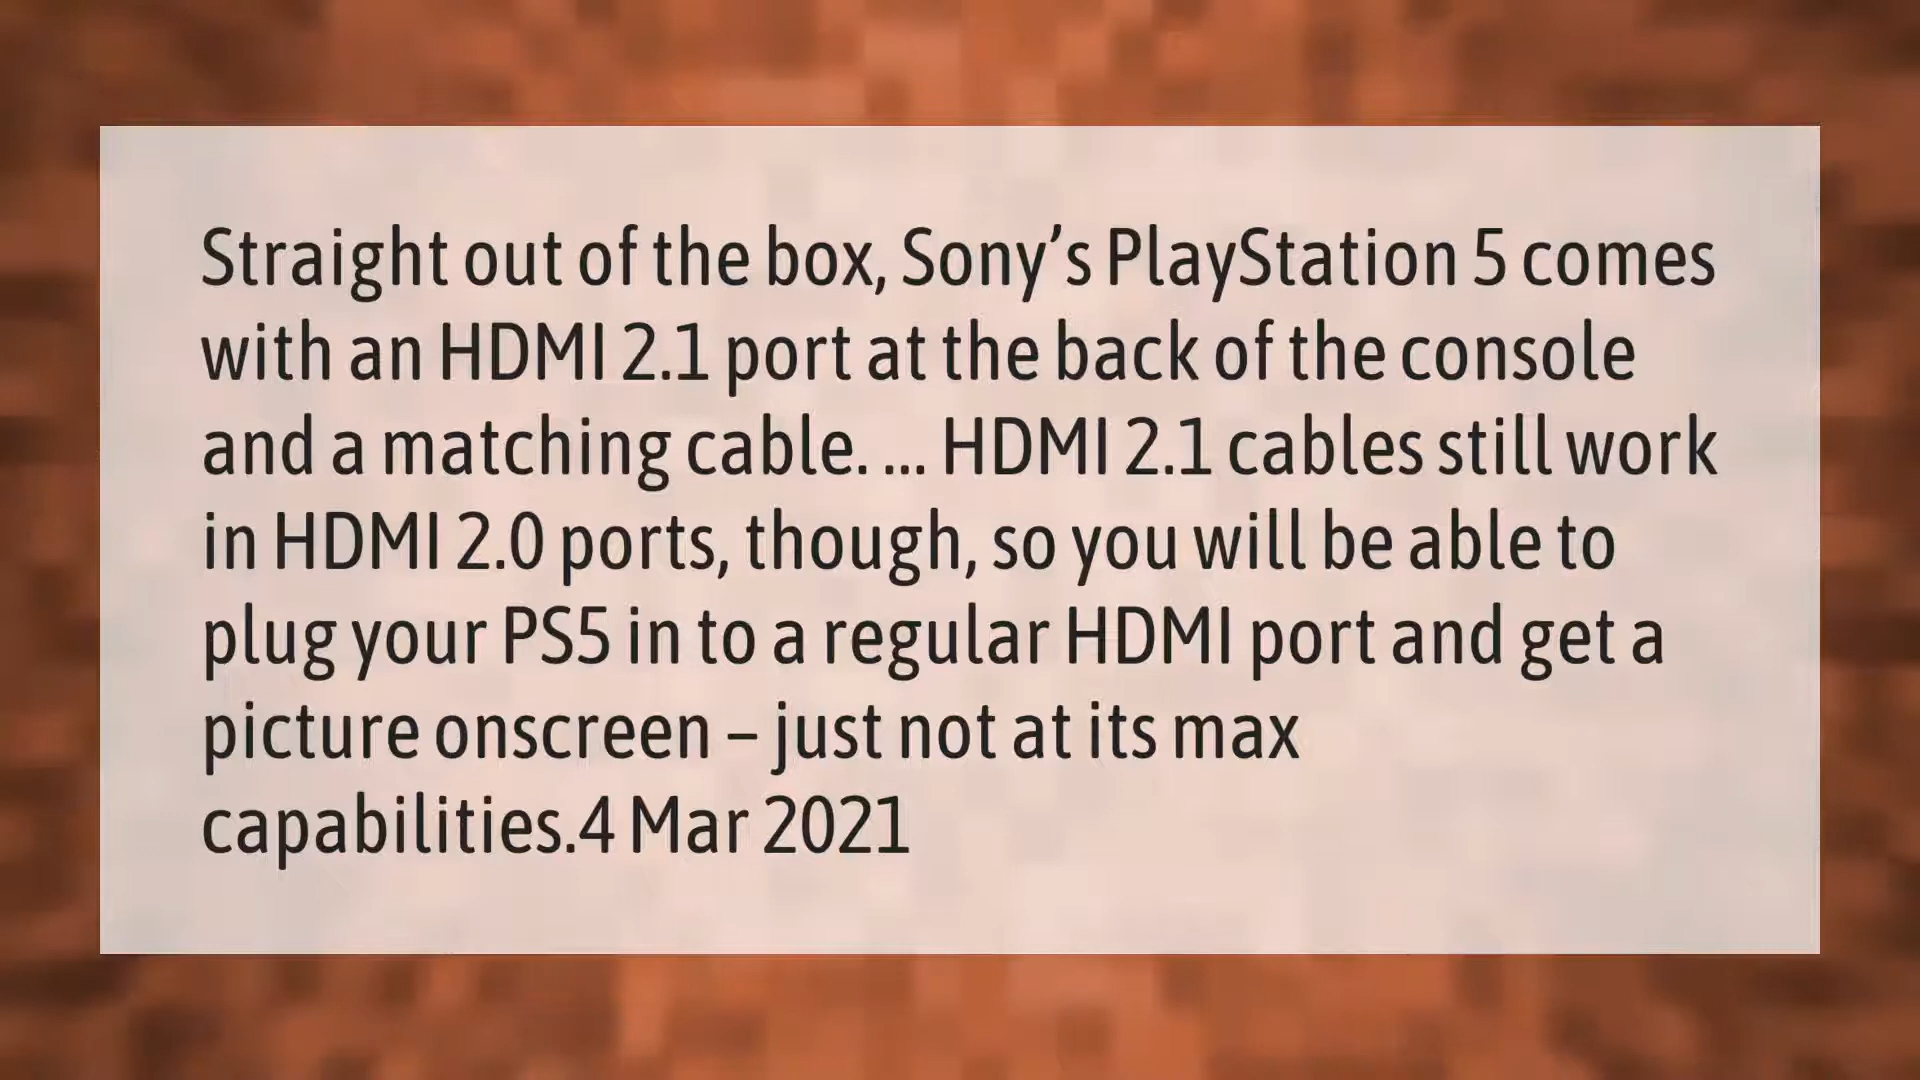 Straight out of the box, Sony’s PlayStation 5 comes
with an HDMI 2.1 port at the back of the console
and a matching cable. ... HDMI 2.1 cables still work
in HDMI 2.0 ports, though, so you will be able to
plug your PS5 in to a regular HDMI port and get a
picture onscreen – just not at its max
capabilities.4 Mar 2021